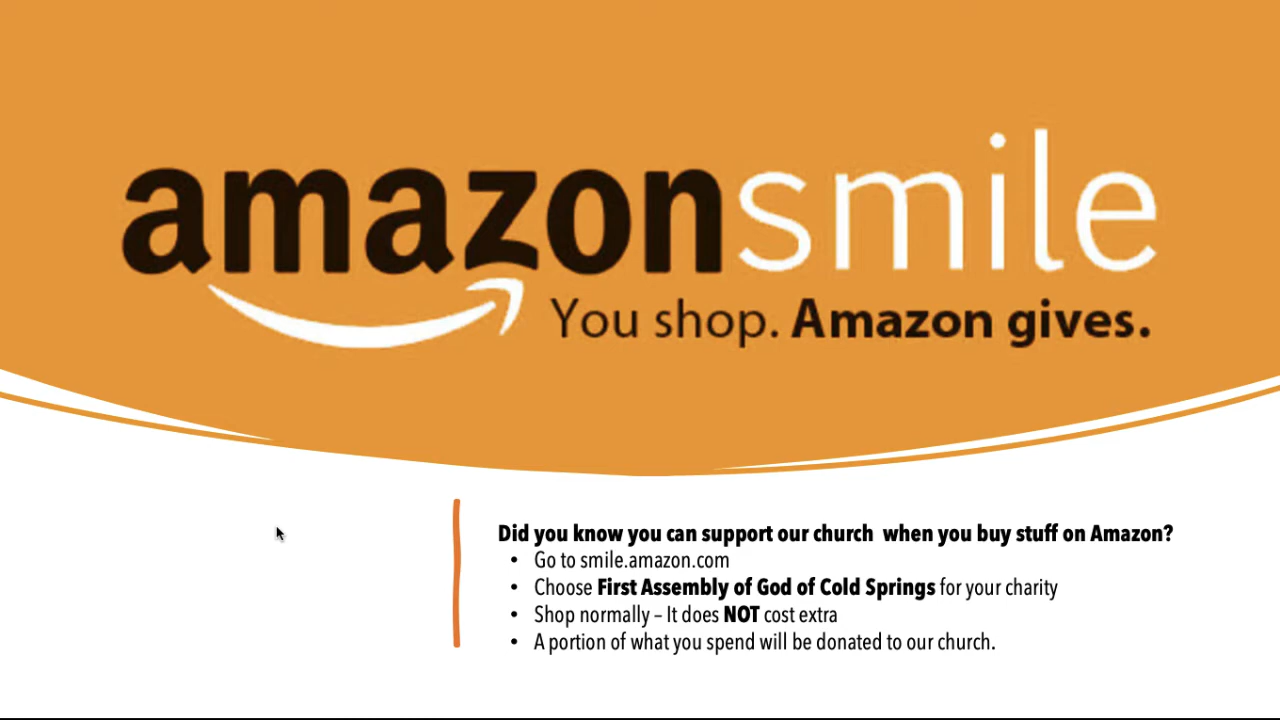 amazonsmile
You shop. Amazon gives.
Did you know you can support our church when you buy stuff on Amazon?
• Go to smile.amazon.com
• Choose First Assembly of God of Cold Springs for your charity
• Shop normally – It does NOT cost extra
• A portion of what you spend will be donated to our church.